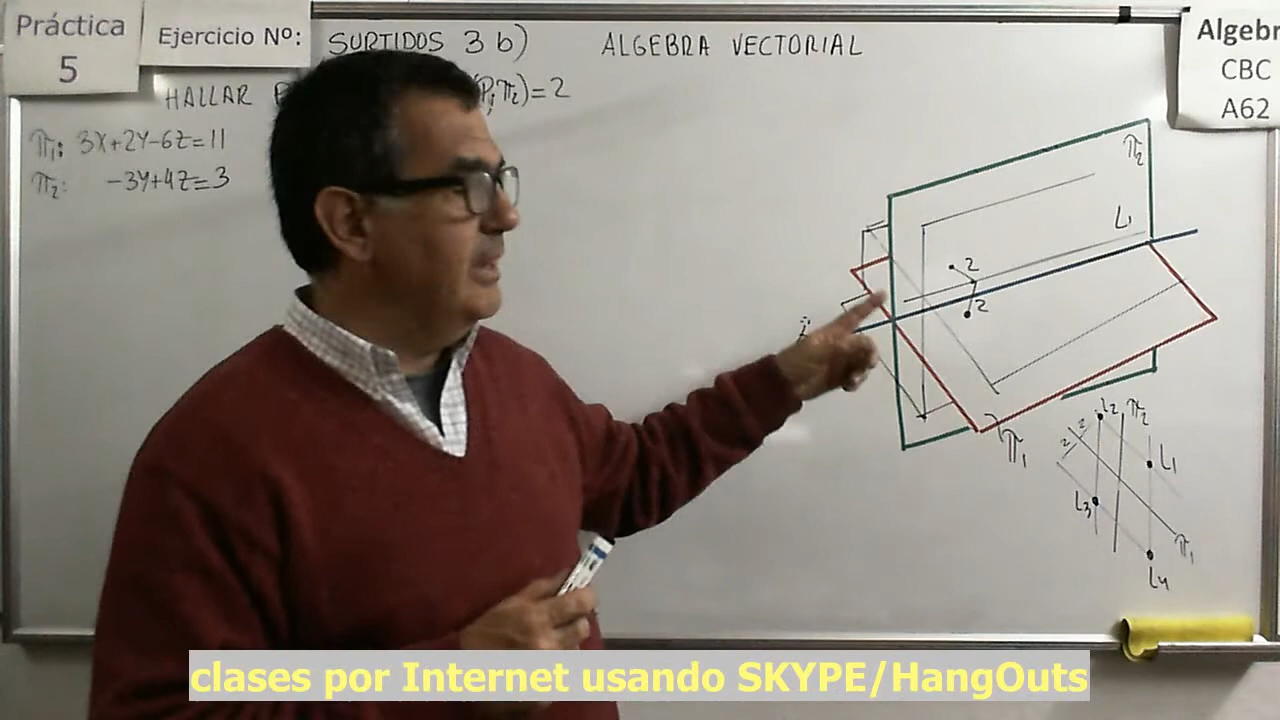 Práctica
5
Ejercicio Nº:
SURTIDOS 3 b) ALGEBRA VECTORIAL
Algebr
CBC
A62
HALLAR P, π₂)=2
π₁: 3X+2Y-6Z=11
π₂: -3Y+4Z=3
π₂
L₁
2
2
π₁
L₂ π₂
2 2
L₁
L₃
π₁
L₄
clases por Internet usando SKYPE/HangOuts